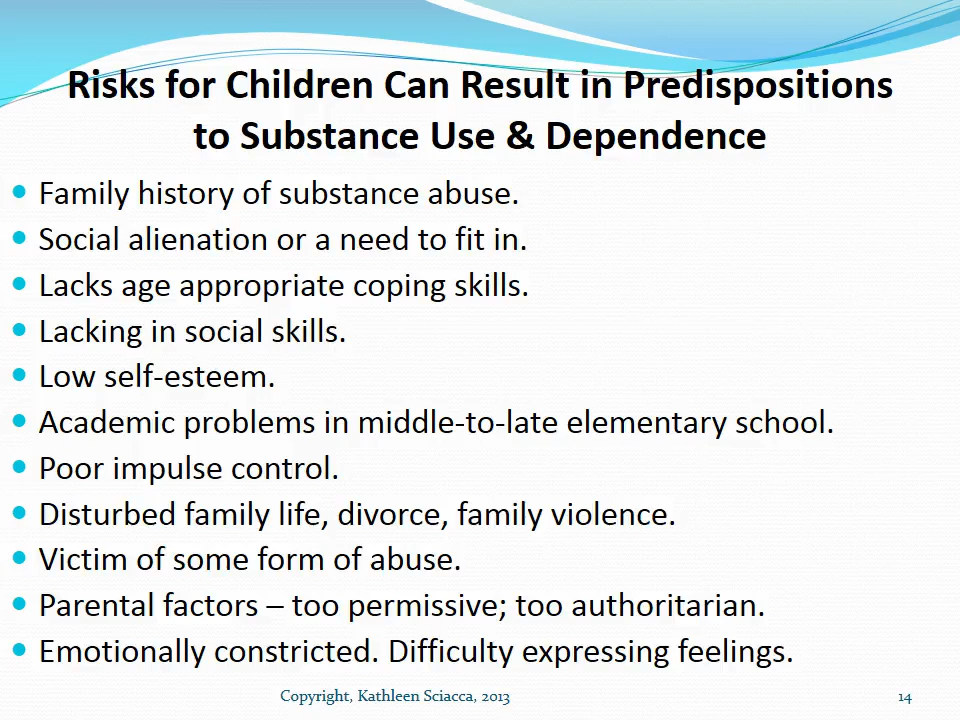 Risks for Children Can Result in Predispositions
to Substance Use & Dependence
• Family history of substance abuse.
• Social alienation or a need to fit in.
• Lacks age appropriate coping skills.
• Lacking in social skills.
• Low self-esteem.
• Academic problems in middle-to-late elementary school.
• Poor impulse control.
• Disturbed family life, divorce, family violence.
• Victim of some form of abuse.
• Parental factors – too permissive; too authoritarian.
• Emotionally constricted. Difficulty expressing feelings.
Copyright, Kathleen Sciacca, 2013
14